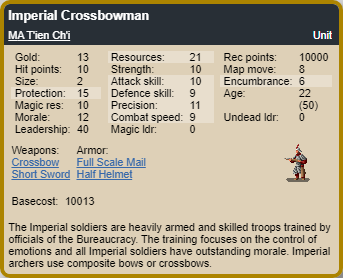 Imperial Crossbowman
MA T'ien Ch'i Unit
Gold: 13 Resources: 21 Rec points: 10000
Hit points: 10 Strength: 10 Map move: 8
Size: 2 Attack skill: 10 Encumbrance: 6
Protection: 15 Defence skill: 9 Age: 22
Magic res: 10 Precision: 11 (50)
Morale: 12 Combat speed: 9 Undead ldr: 0
Leadership: 40 Magic ldr: 0
Weapons: Armor:
Crossbow Full Scale Mail
Short Sword Half Helmet
Basecost: 10013
The Imperial soldiers are heavily armed and skilled troops trained by
officials of the Bureaucracy. The training focuses on the control of
emotions and all Imperial soldiers have outstanding morale. Imperial
archers use composite bows or crossbows.